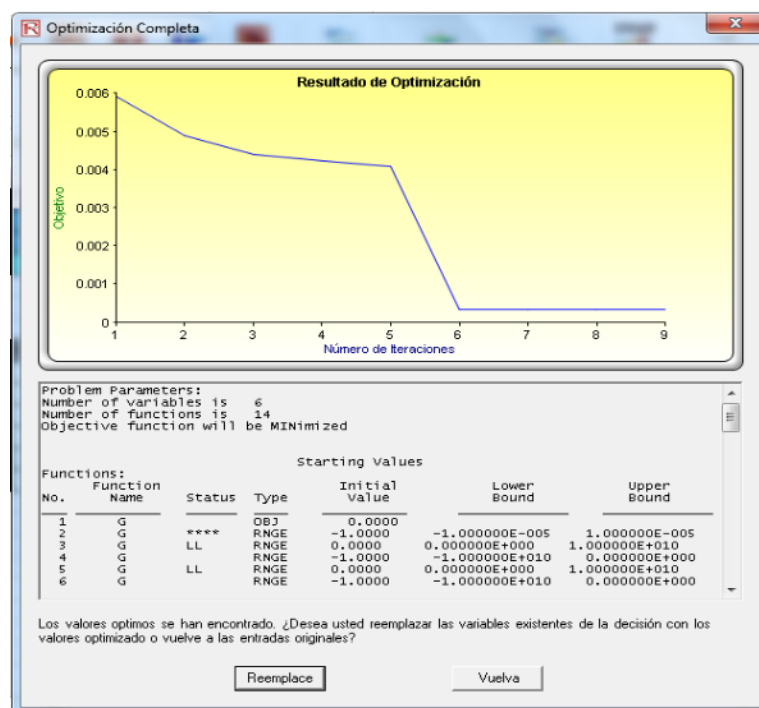 Optimización Completa
Resultado de Optimización
0.006
0.005
0.004
0.003
0.002
0.001
0
Objetivo
1 2 3 4 5 6 7 8 9
Número de Iteraciones
Problem Parameters:
Number of variables is 6
Number of functions is 14
Objective function will be MINimized
Starting Values
Functions:
Function Initial Lower Upper
No. Name Status Type Value Bound Bound
1 G OBJ 0.0000
2 G **** RNGE -1.0000 -1.000000E-005 1.000000E-005
3 G LL RNGE 0.0000 0.000000E+000 1.000000E+010
4 G RNGE -1.0000 -1.000000E+010 0.000000E+000
5 G LL RNGE 0.0000 0.000000E+000 1.000000E+010
6 G RNGE -1.0000 -1.000000E+010 0.000000E+000
Los valores optimos se han encontrado. ¿Desea usted reemplazar las variables existentes de la decisión con los
valores optimizado o vuelve a las entradas originales?
Reemplace
Vuelva